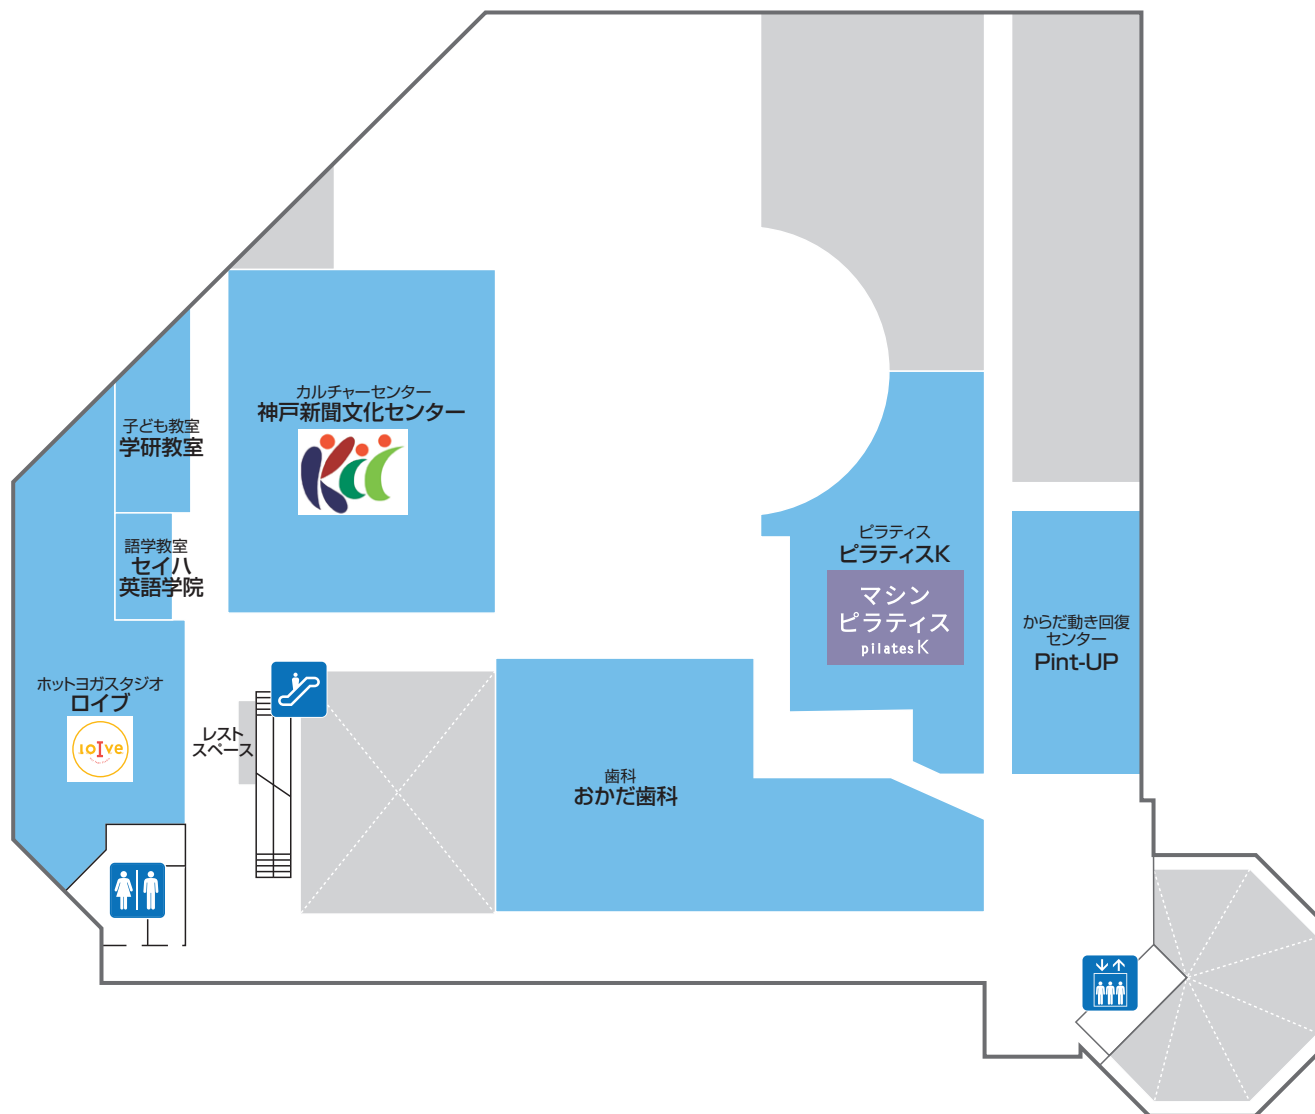 カルチャーセンター
神戸新聞文化センター
Kcc
子ども教室
学研教室
語学教室
セイハ
英語学院
ピラティス
ピラティスK
マシン
ピラティス
pilates K
からだ動き回復
センター
Pint-UP
ホットヨガスタジオ
ロイブ
loIve
レスト
スペース
歯科
おかだ歯科